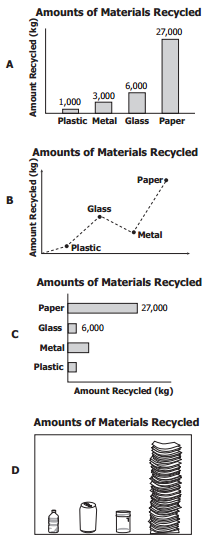 Amounts of Materials Recycled
A
Amount Recycled (kg)
27,000
6,000
3,000
1,000
Plastic Metal Glass Paper
Amounts of Materials Recycled
B
Amount Recycled (kg)
Paper
Glass
Metal
Plastic
Amounts of Materials Recycled
C
Paper 27,000
Glass 6,000
Metal
Plastic
Amount Recycled (kg)
Amounts of Materials Recycled
D